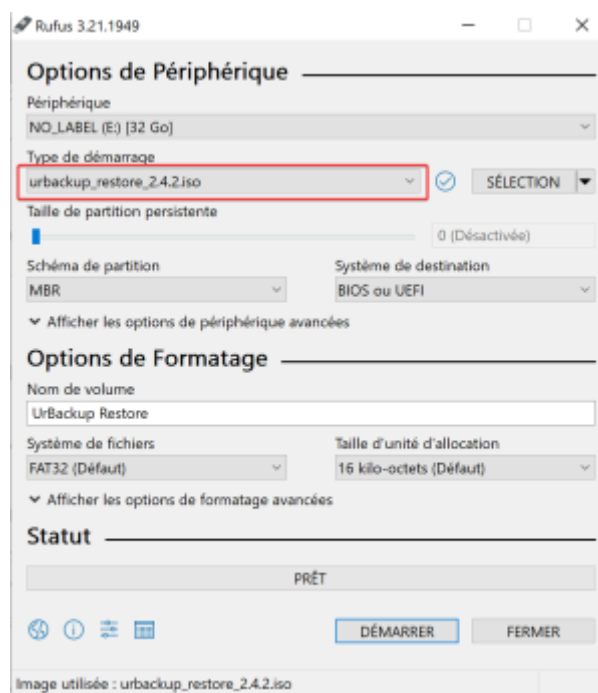 Rufus 3.21.1949
Options de Périphérique
Périphérique
NO_LABEL (E:) [32 Go]
Type de démarrage
urbackup_restore_2.4.2.iso
SÉLECTION
Taille de partition persistente
0 (Désactivée)
Schéma de partition
Système de destination
MBR
BIOS ou UEFI
Afficher les options de périphérique avancées
Options de Formatage
Nom de volume
UrBackup Restore
Système de fichiers
Taille d'unité d'allocation
FAT32 (Défaut)
16 kilo-octets (Défaut)
Afficher les options de formatage avancées
Statut
PRÊT
DÉMARRER
FERMER
Image utilisée : urbackup_restore_2.4.2.iso